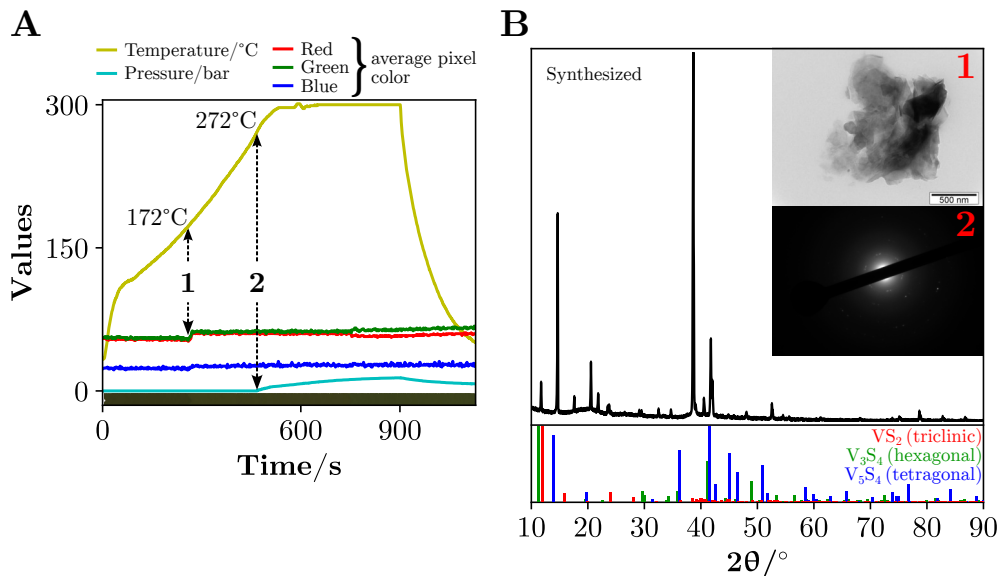 A
Temperature/°C
Pressure/bar
Red
Green
Blue
average pixel
color
300
150
0
Values
272°C
172°C
1
2
0
600
900
Time/s
B
Synthesized
1
500 nm
2
VS₂ (triclinic)
V₃S₄ (hexagonal)
V₅S₄ (tetragonal)
10 20 30 40 50 60 70 80 90
2θ/°